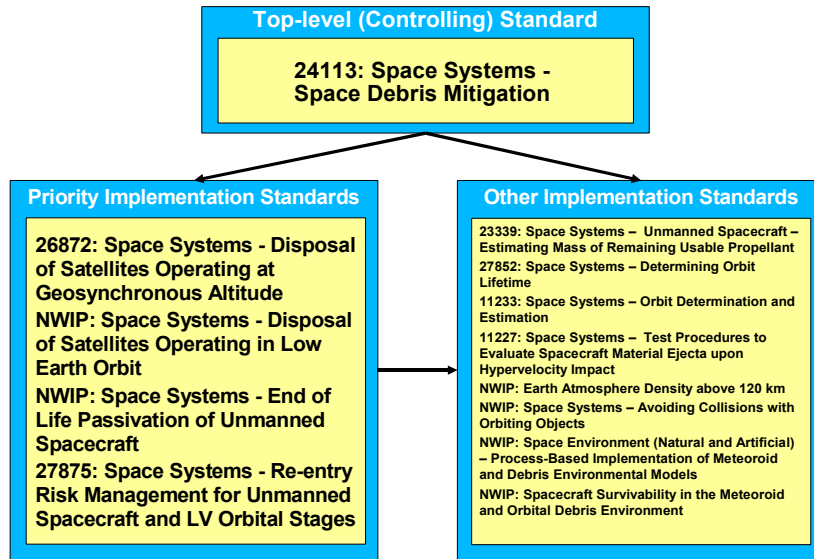 Top-level (Controlling) Standard
24113: Space Systems -
Space Debris Mitigation
Priority Implementation Standards
26872: Space Systems - Disposal
of Satellites Operating at
Geosynchronous Altitude
NWIP: Space Systems - Disposal
of Satellites Operating in Low
Earth Orbit
NWIP: Space Systems - End of
Life Passivation of Unmanned
Spacecraft
27875: Space Systems - Re-entry
Risk Management for Unmanned
Spacecraft and LV Orbital Stages
Other Implementation Standards
23339: Space Systems – Unmanned Spacecraft –
Estimating Mass of Remaining Usable Propellant
27852: Space Systems – Determining Orbit
Lifetime
11233: Space Systems – Orbit Determination and
Estimation
11227: Space Systems – Test Procedures to
Evaluate Spacecraft Material Ejecta upon
Hypervelocity Impact
NWIP: Earth Atmosphere Density above 120 km
NWIP: Space Systems – Avoiding Collisions with
Orbiting Objects
NWIP: Space Environment (Natural and Artificial)
– Process-Based Implementation of Meteoroid
and Debris Environmental Models
NWIP: Spacecraft Survivability in the Meteoroid
and Orbital Debris Environment